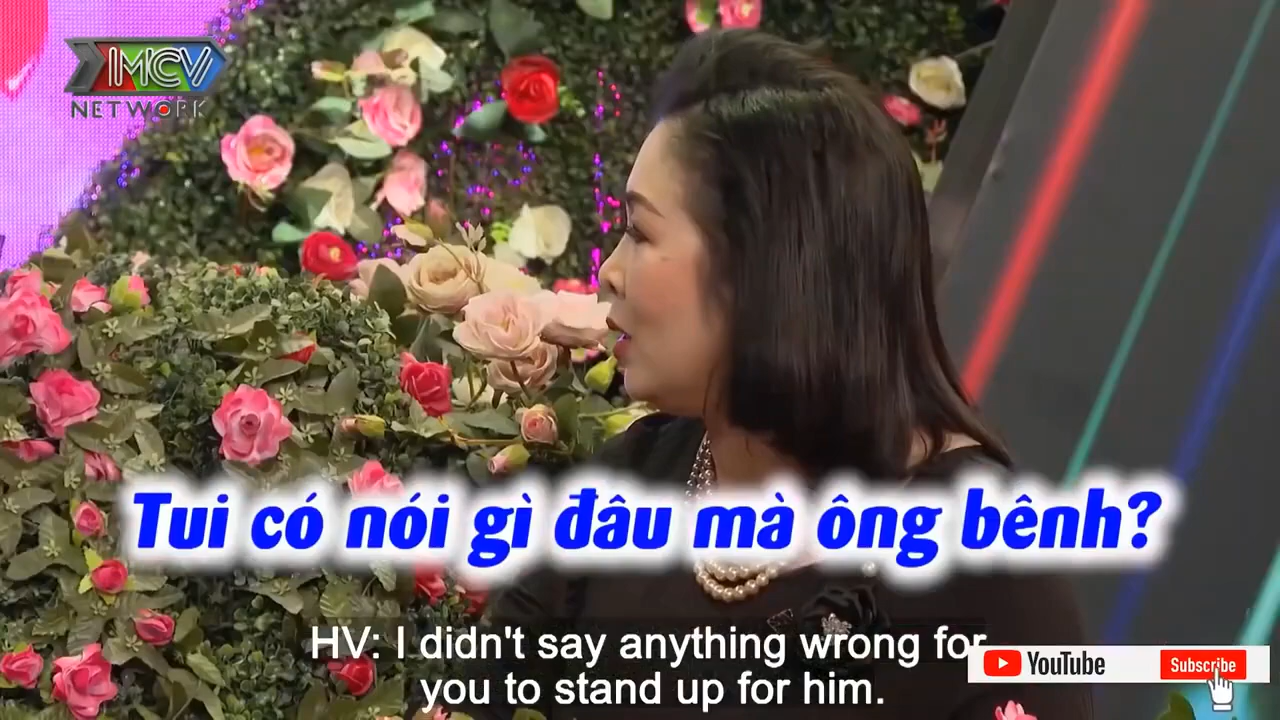 MCV
NETWORK
Tui có nói gì đâu mà ông bênh?
HV: I didn't say anything wrong for
you to stand up for him.
YouTube
Subscribe